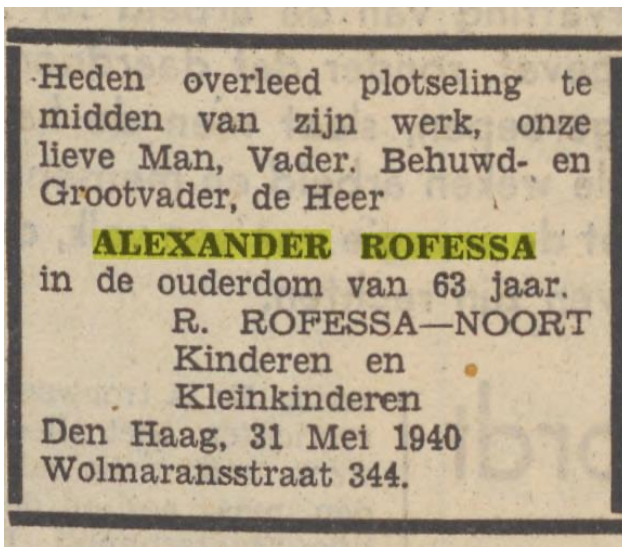 Heden overleed plotseling te
midden van zijn werk, onze
lieve Man, Vader, Behuwd- en
Grootvader, de Heer
ALEXANDER ROFESSA
in de ouderdom van 63 jaar.
R. ROFESSA—NOORT
Kinderen en
Kleinkinderen
Den Haag, 31 Mei 1940
Wolmaransstraat 344.